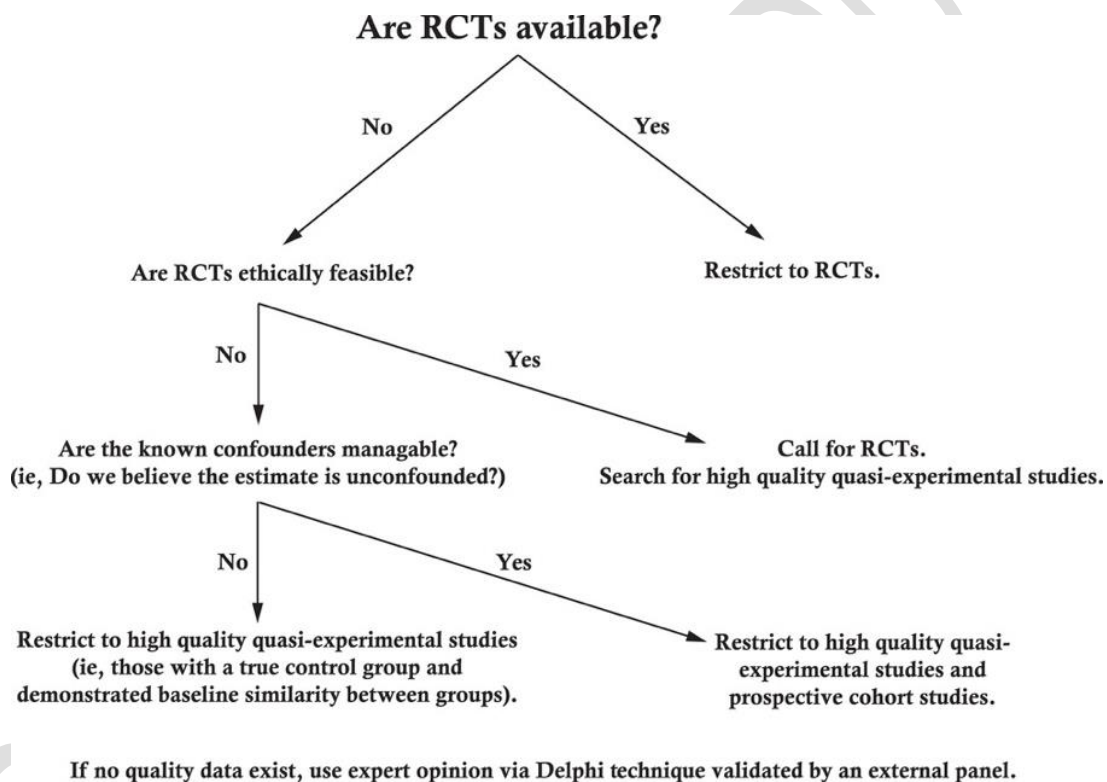 Are RCTs available?
No
Yes
Are RCTs ethically feasible?
Restrict to RCTs.
No
Yes
Are the known confounders managable?
(ie, Do we believe the estimate is unconfounded?)
Call for RCTs.
Search for high quality quasi-experimental studies.
No
Yes
Restrict to high quality quasi-experimental studies
(ie, those with a true control group and
demonstrated baseline similarity between groups).
Restrict to high quality quasi-
experimental studies and
prospective cohort studies.
If no quality data exist, use expert opinion via Delphi technique validated by an external panel.